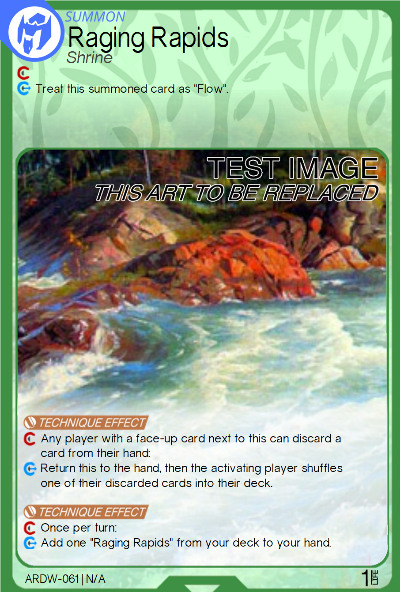 SUMMON
Raging Rapids
Shrine
Treat this summoned card as "Flow".
TEST IMAGE
THIS ART TO BE REPLACED
TECHNIQUE EFFECT
Any player with a face-up card next to this can discard a
card from their hand:
Return this to the hand, then the activating player shuffles
one of their discarded cards into their deck.
TECHNIQUE EFFECT
Once per turn:
Add one "Raging Rapids" from your deck to your hand.
ARDW-061|N/A
1 LIFE